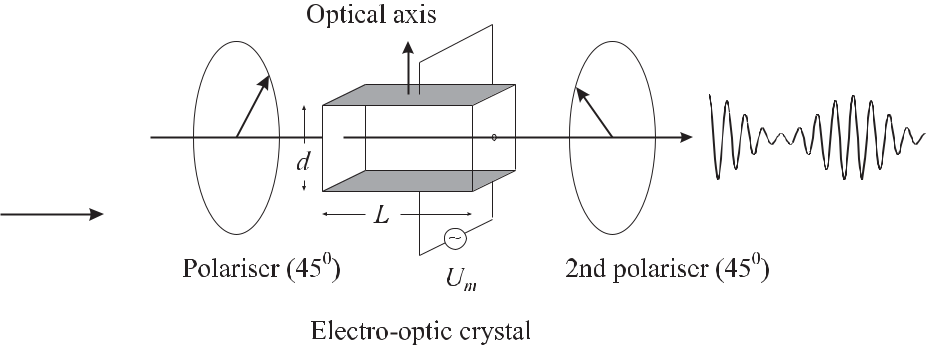 Optical axis
d
L
Polariser (45⁰)
U_m
2nd polariser (45⁰)
Electro-optic crystal